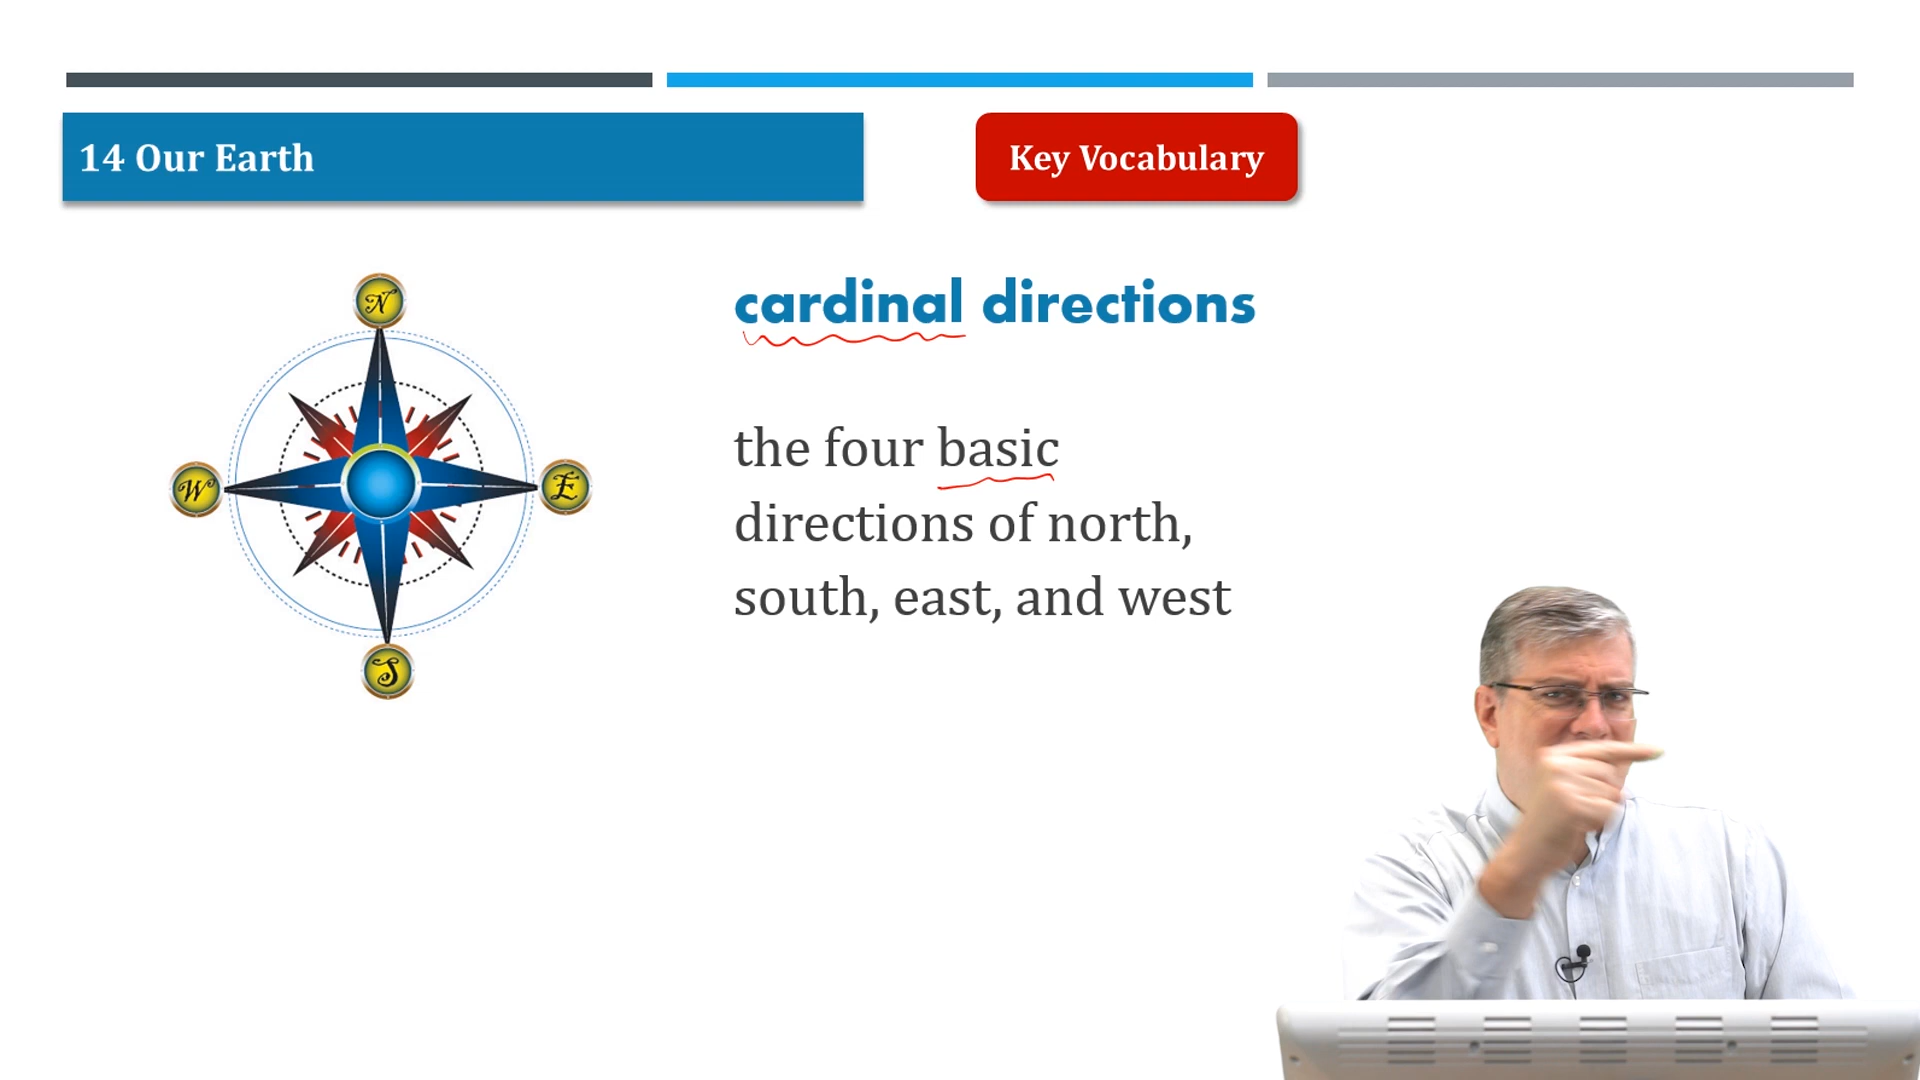 14 Our Earth
Key Vocabulary
cardinal directions
the four basic
directions of north,
south, east, and west
N
W
E
S